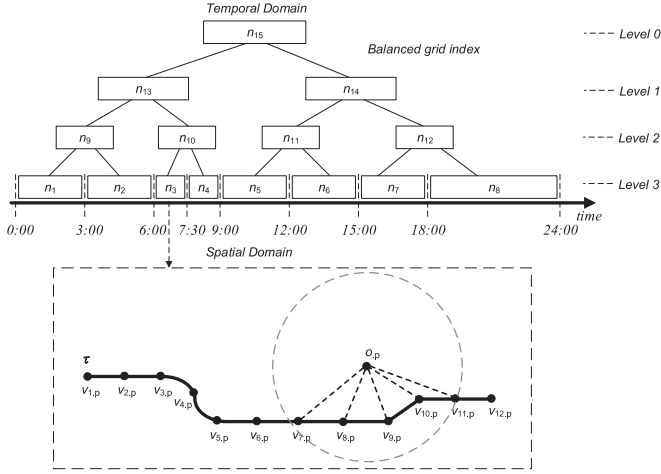 Temporal Domain
n15
Level 0
Balanced grid index
n13 n14
Level 1
n9 n10 n11 n12
Level 2
n1 n2 n3 n4 n5 n6 n7 n8
Level 3
time
0:00 3:00 6:00 7:30 9:00 12:00 15:00 18:00 24:00
Spatial Domain
o.p
τ
v1.p v2.p v3.p
v4.p
v5.p v6.p v7.p v8.p v9.p
v10.p v11.p v12.p